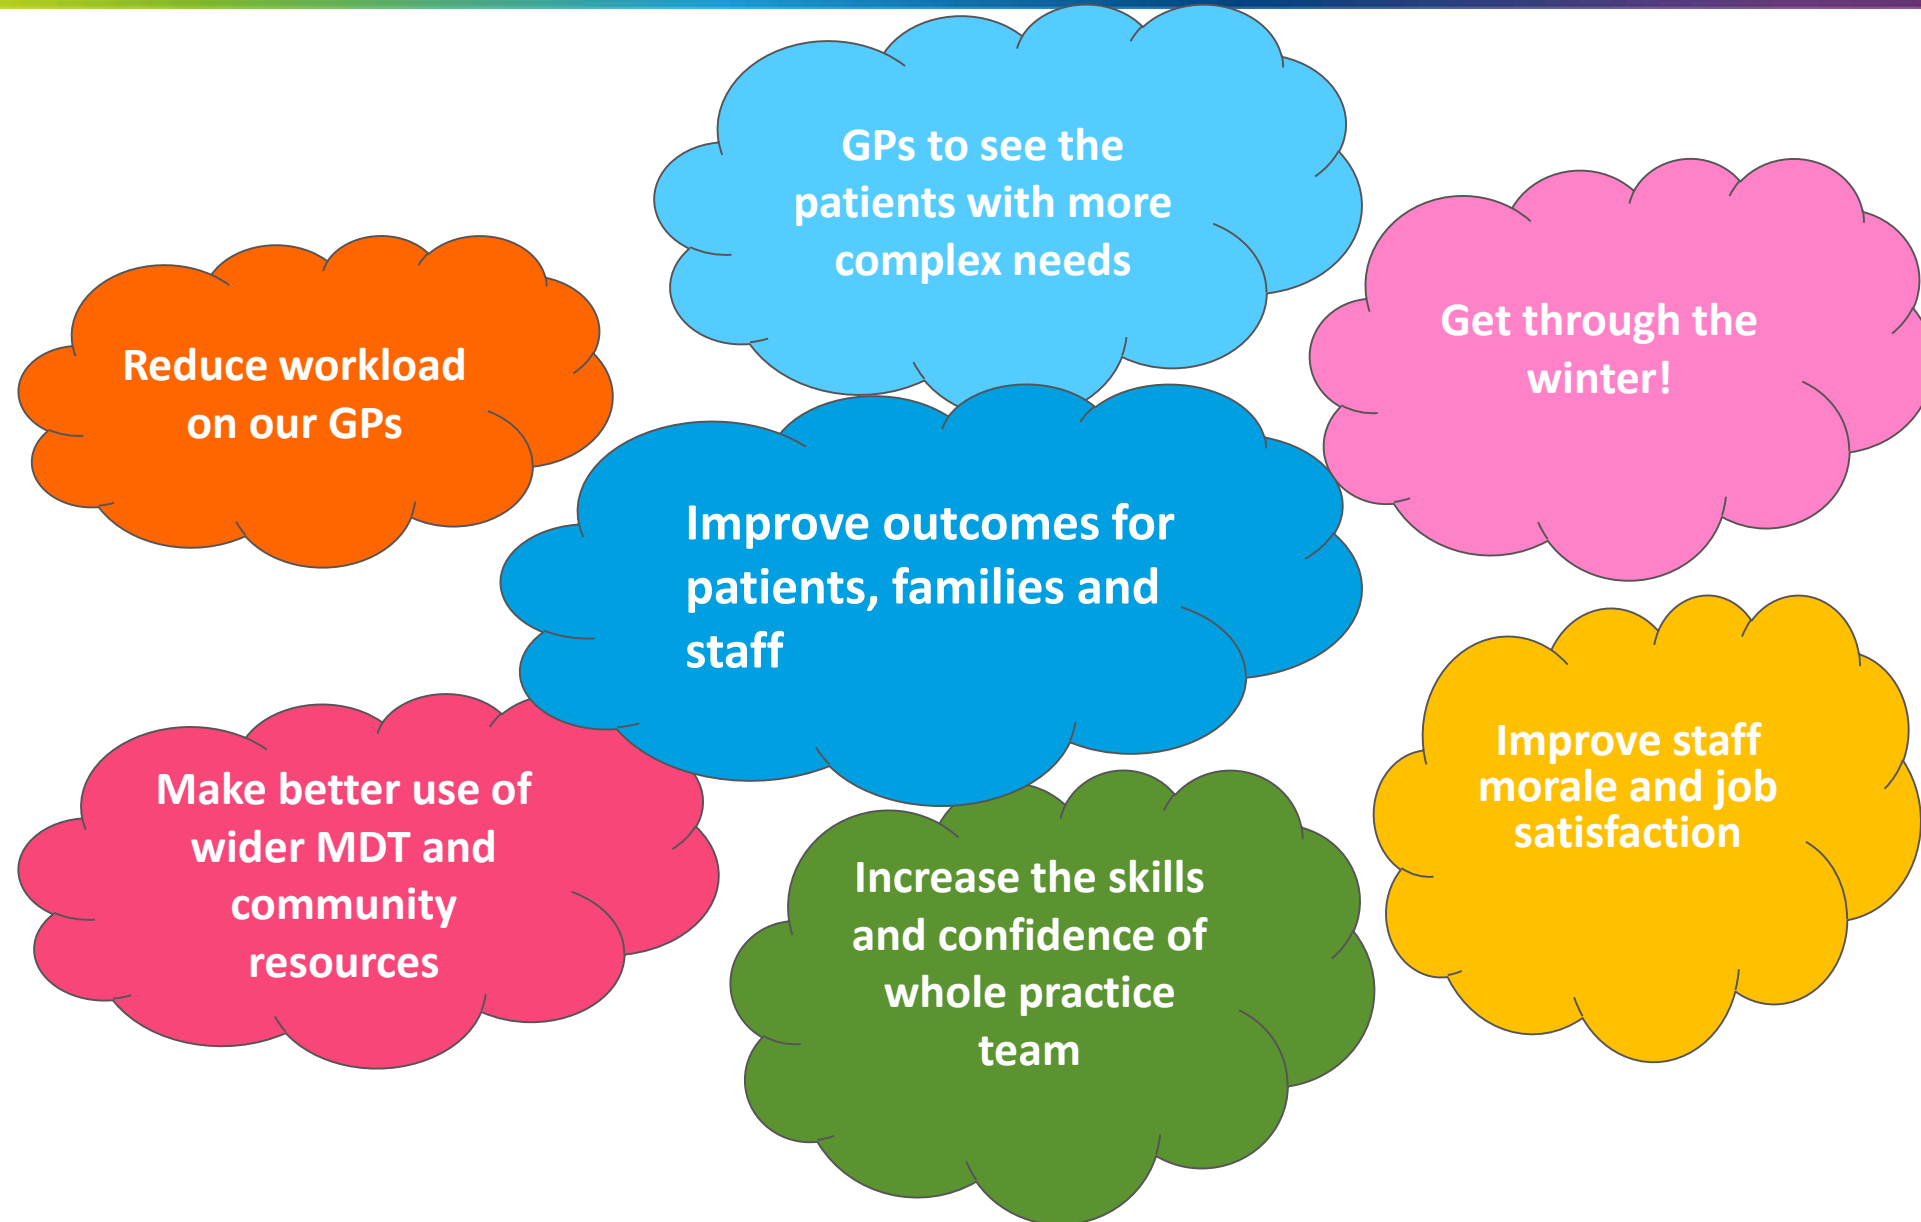 GPs to see the
patients with more
complex needs
Get through the
winter!
Reduce workload
on our GPs
Improve outcomes for
patients, families and
staff
Improve staff
morale and job
satisfaction
Make better use of
wider MDT and
community
resources
Increase the skills
and confidence of
whole practice
team